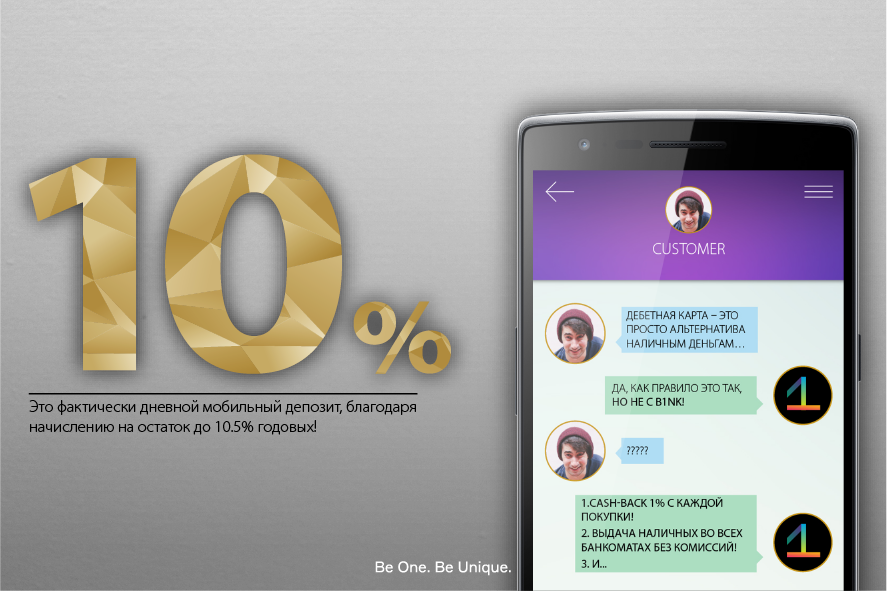 10%
Это фактически дневной мобильный депозит, благодаря
начислению на остаток до 10.5% годовых!
CUSTOMER
ДЕБЕТНАЯ КАРТА – ЭТО
ПРОСТО АЛЬТЕРНАТИВА
НАЛИЧНЫМ ДЕНЬГАМ...
ДА, КАК ПРАВИЛО ЭТО ТАК,
НО НЕ С B1NK!
?????
1.CASH-BACK 1% С КАЖДОЙ
ПОКУПКИ!
2. ВЫДАЧА НАЛИЧНЫХ ВО ВСЕХ
БАНКОМАТАХ БЕЗ КОМИССИЙ!
3. И...
1
1
Be One. Be Unique.